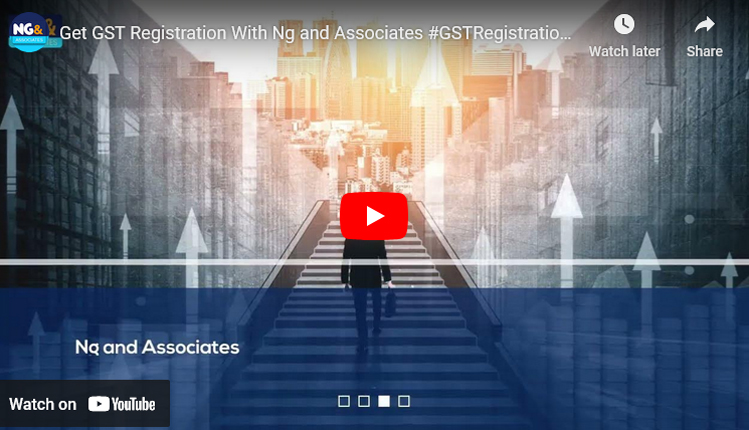 NG&
ASSOCIATES
Get GST Registration With Ng and Associates #GSTRegistratio...
Watch later
Share
Ng and Associates
Watch on YouTube